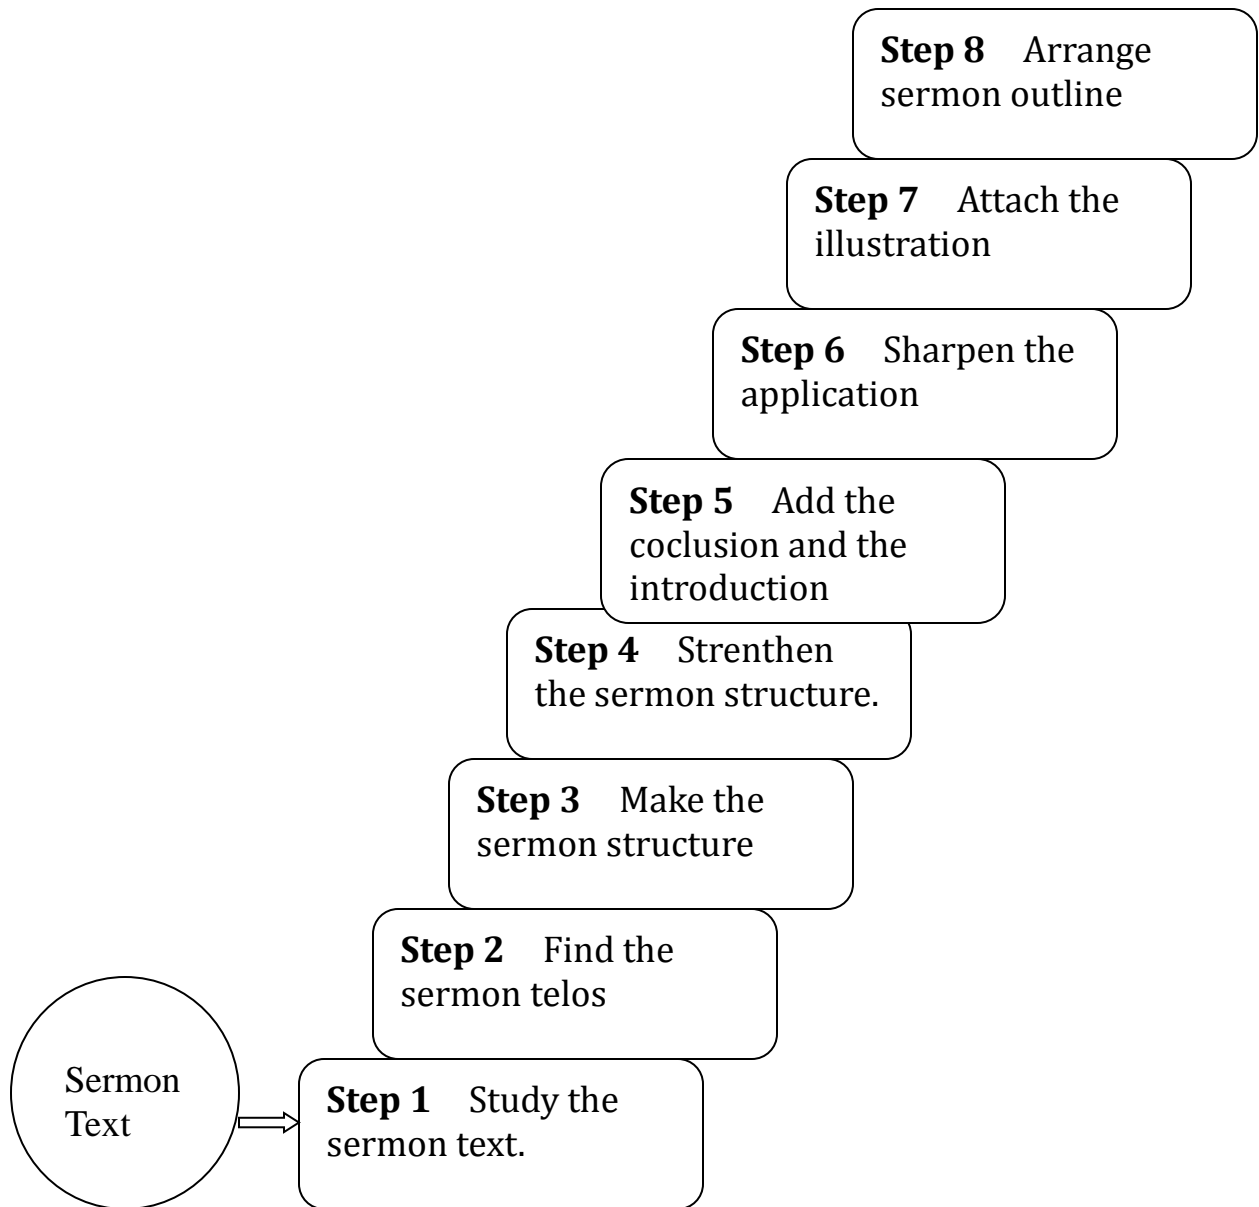 Step 8 Arrange
sermon outline
Step 7 Attach the
illustration
Step 6 Sharpen the
application
Step 5 Add the
coclusion and the
introduction
Step 4 Strenthen
the sermon structure.
Step 3 Make the
sermon structure
Step 2 Find the
sermon telos
Sermon
Text
Step 1 Study the
sermon text.